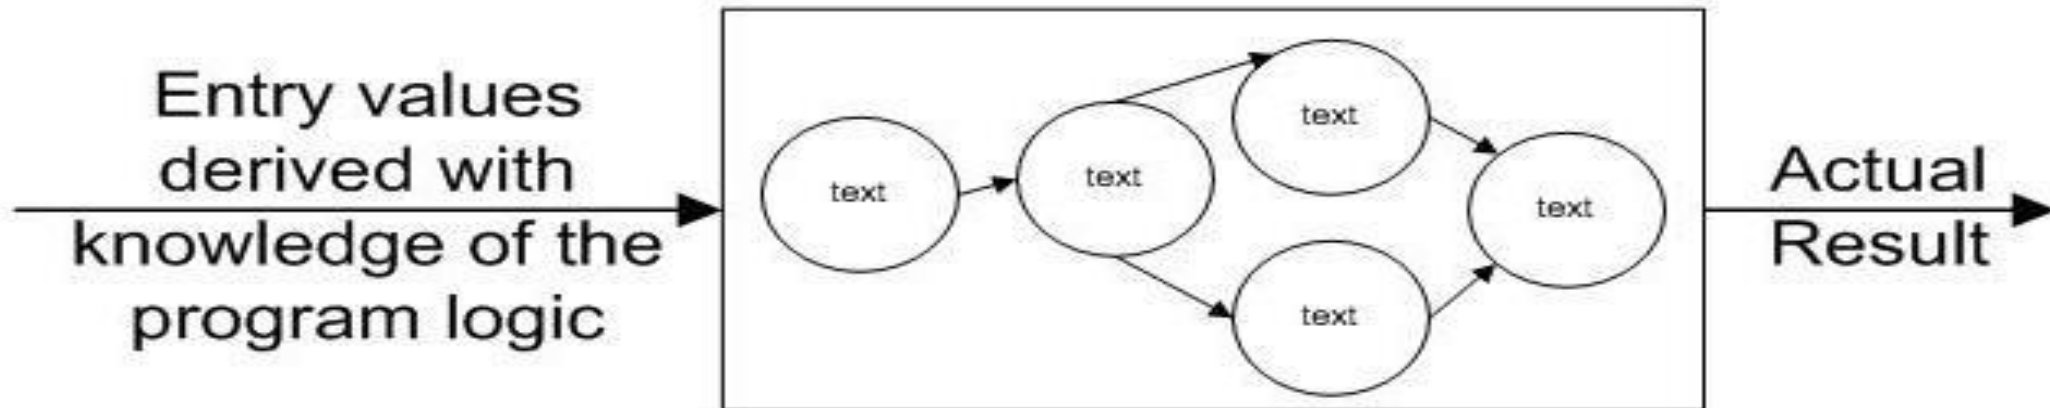 Entry values
derived with
knowledge of the
program logic
text
text
text
text
text
Actual
Result